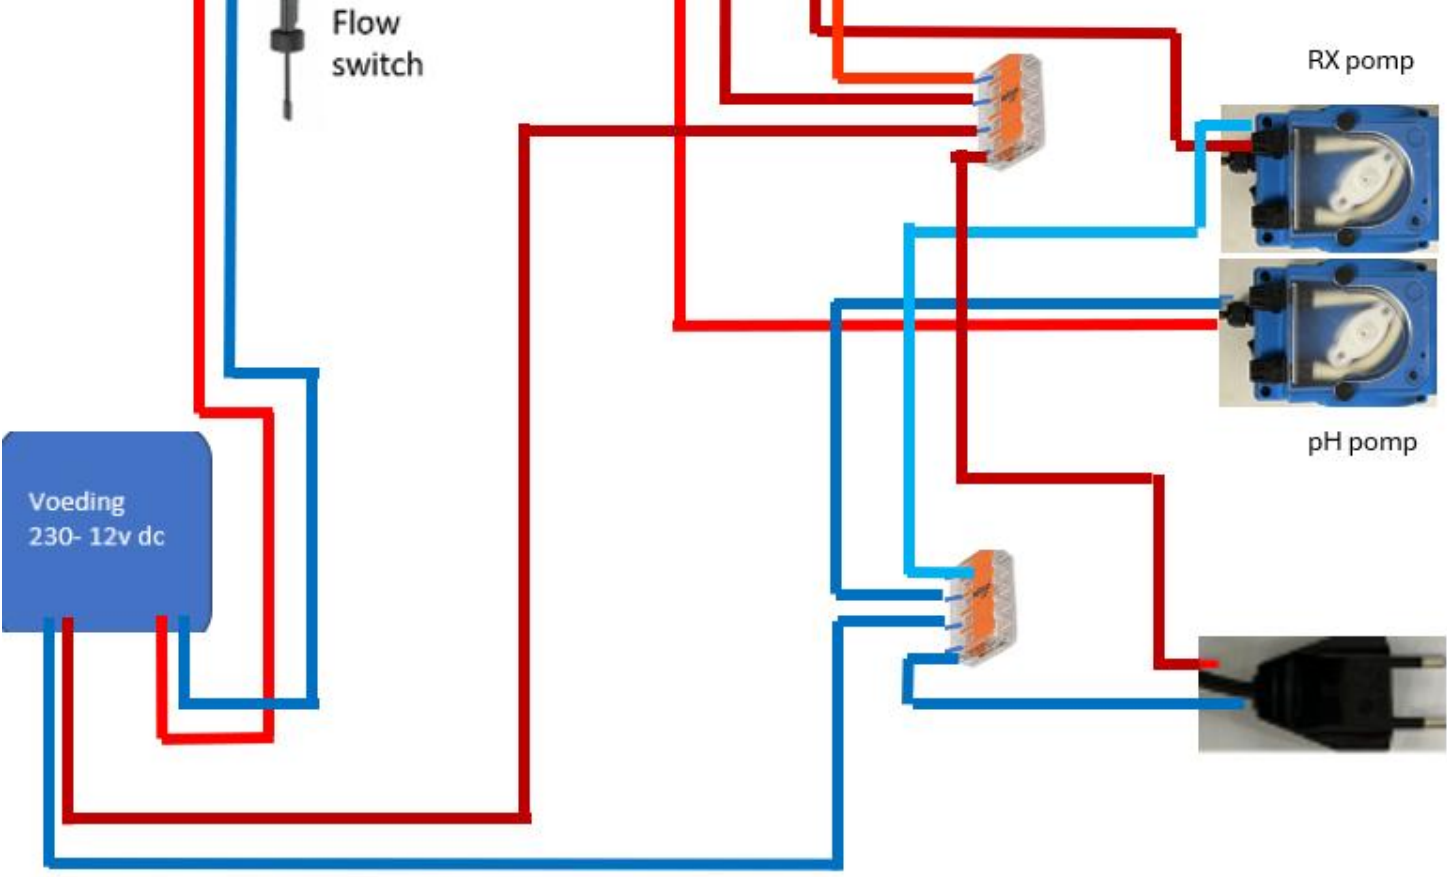 Flow
switch
RX pomp
pH pomp
Voeding
230- 12v dc